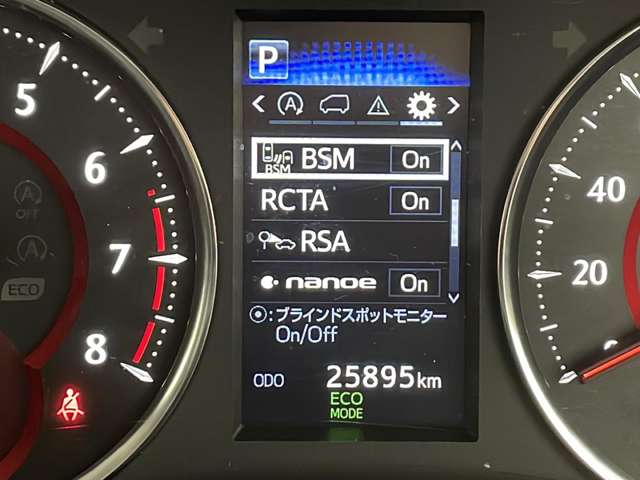 P
< A >
BSM BSM On
RCTA On
RSA
nanoe On
◉:ブラインドスポットモニター
On/Off
ODO 25895km
ECO
MODE
5
6
7
8
A
OFF
A
ECO
40
20